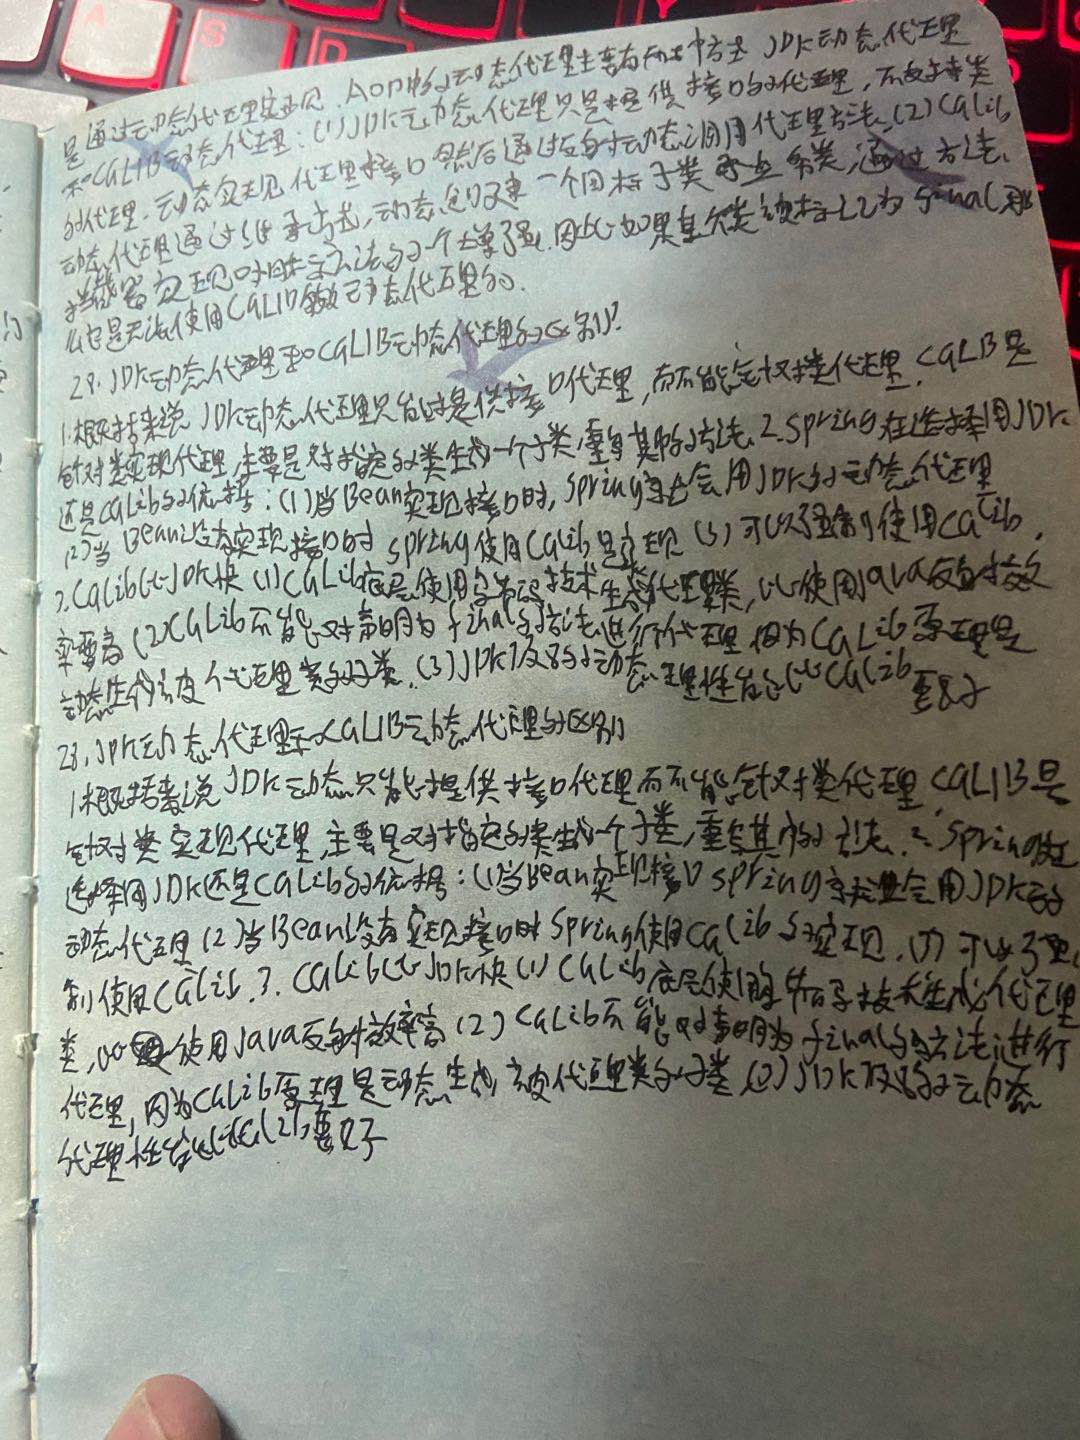 是通过动态代理实现, AOP中的动态代理主要有两种方式 JDK动态代理
和CGLIB动态代理:(1)JDK动态代理只是提供接口的代理, 不支持类
的代理.动态实现代理接口 然后通过反射动态调用代理方法.(2)CGLib
动态代理通过继承方式,动态创建一个目标子类 通过方法
拦截 实现对目标方法的一个增强.因此如果某个类被标记为final 那
么它是无法使用CGLIB做动态代理的.
28.JDK动态代理和CGLIB动态代理的区别?
1.概括来说 JDK动态代理只能提供接口代理, 而不能针对类代理. CGLIB是
针对类实现代理,主要是对指定的类生成一个子类,重写其中的方法.2.Spring在选择用JDK
还是CGLib的依据:(1)当Bean实现接口时,Spring就会用JDK的动态代理
(2)当Bean没有实现接口时 Spring使用CGLib是实现 (3)可以强制使用CGLib.
3.CGLib比JDK快 (1)CGLib底层使用字节码技术生成代理类,比使用Java反射效
率要高 (2)CGLib不能对声明为final的方法进行代理 因为CGLib原理是
动态生成被代理类的子类.(3)JDK及的动态代理性能比CGLib要好
28.JDK动态代理和CGLIB动态代理的区别
1.概括来说 JDK动态只能提供接口代理 而不能针对类代理. CGLIB是
针对类实现代理,主要是对指定的类生成一个子类,重写其中的方法.2.Spring在
选择用JDK还是CGLib的依据:(1)当Bean实现接口 Spring就会用JDK的
动态代理 (2)当Bean没有实现接口时 Spring使用CGLib的实现.(3)可以强
制使用CGlib.3.CGLib比JDK快 (1)CGLib底层使用 字节码技术生成代理
类,比 使用Java反射效率高 (2)CGLib不能对声明为final的方法进行
代理,因为CGLib原理是动态生成被代理类的子类.(3)JDK及的动态
代理性能比CGLib要好